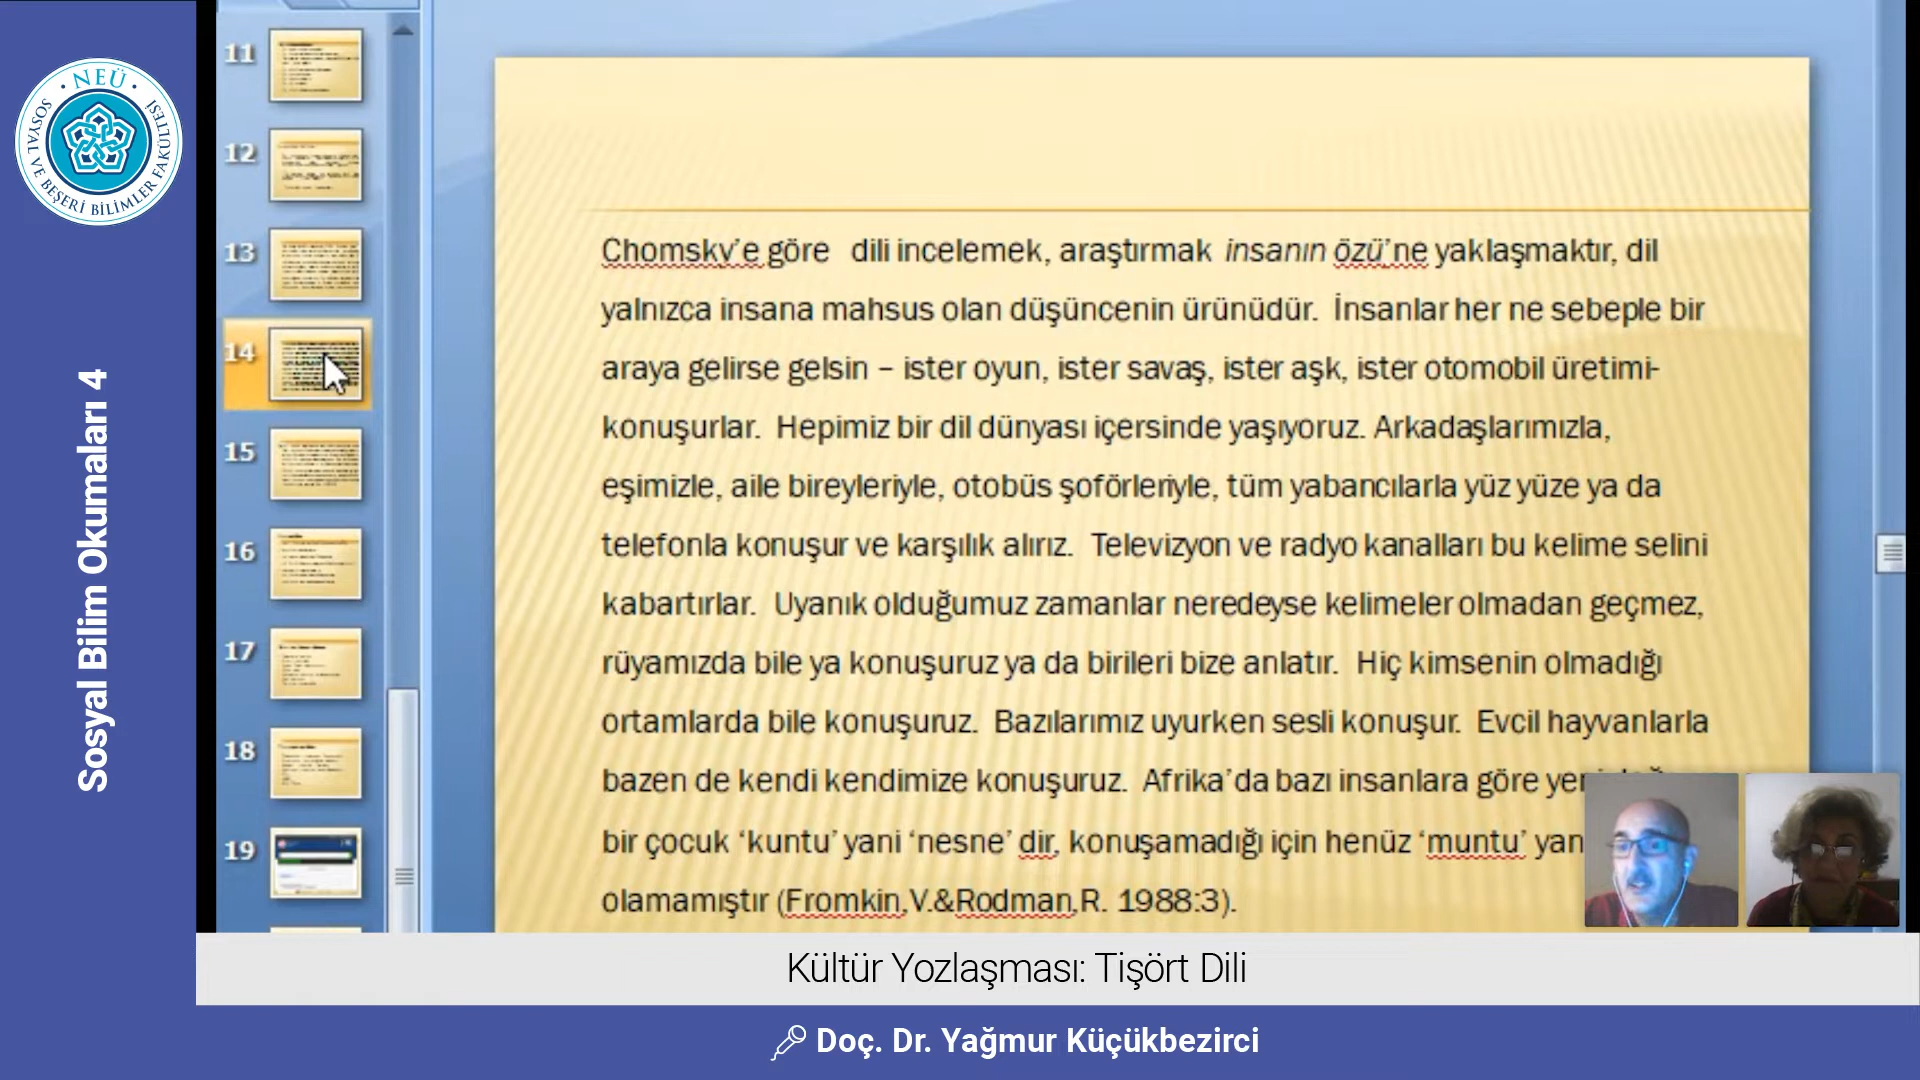 NEÜ
SOSYAL VE BEŞERİ BİLİMLER FAKÜLTESİ
Sosyal Bilim Okumaları 4
11
12
13
14
15
16
17
18
19
Chomsky’e göre dili incelemek, araştırmak insanın özü’ne yaklaşmaktır, dil
yalnızca insana mahsus olan düşüncenin ürünüdür. İnsanlar her ne sebeple bir
araya gelirse gelsin – ister oyun, ister savaş, ister aşk, ister otomobil üretimi-
konuşurlar. Hepimiz bir dil dünyası içersinde yaşıyoruz. Arkadaşlarımızla,
eşimizle, aile bireyleriyle, otobüs şoförleriyle, tüm yabancılarla yüz yüze ya da
telefonla konuşur ve karşılık alırız. Televizyon ve radyo kanalları bu kelime selini
kabartırlar. Uyanık olduğumuz zamanlar neredeyse kelimeler olmadan geçmez,
rüyamızda bile ya konuşuruz ya da birileri bize anlatır. Hiç kimsenin olmadığı
ortamlarda bile konuşuruz. Bazılarımız uyurken sesli konuşur. Evcil hayvanlarla
bazen de kendi kendimize konuşuruz. Afrika’da bazı insanlara göre
bir çocuk ‘kuntu’ yani ‘nesne’ dir, konuşamadığı için henüz ‘muntu’ yan
olamamıştır (Fromkin,V.&Rodman,R. 1988:3).
Kültür Yozlaşması: Tişört Dili
Doç. Dr. Yağmur Küçükbezirci